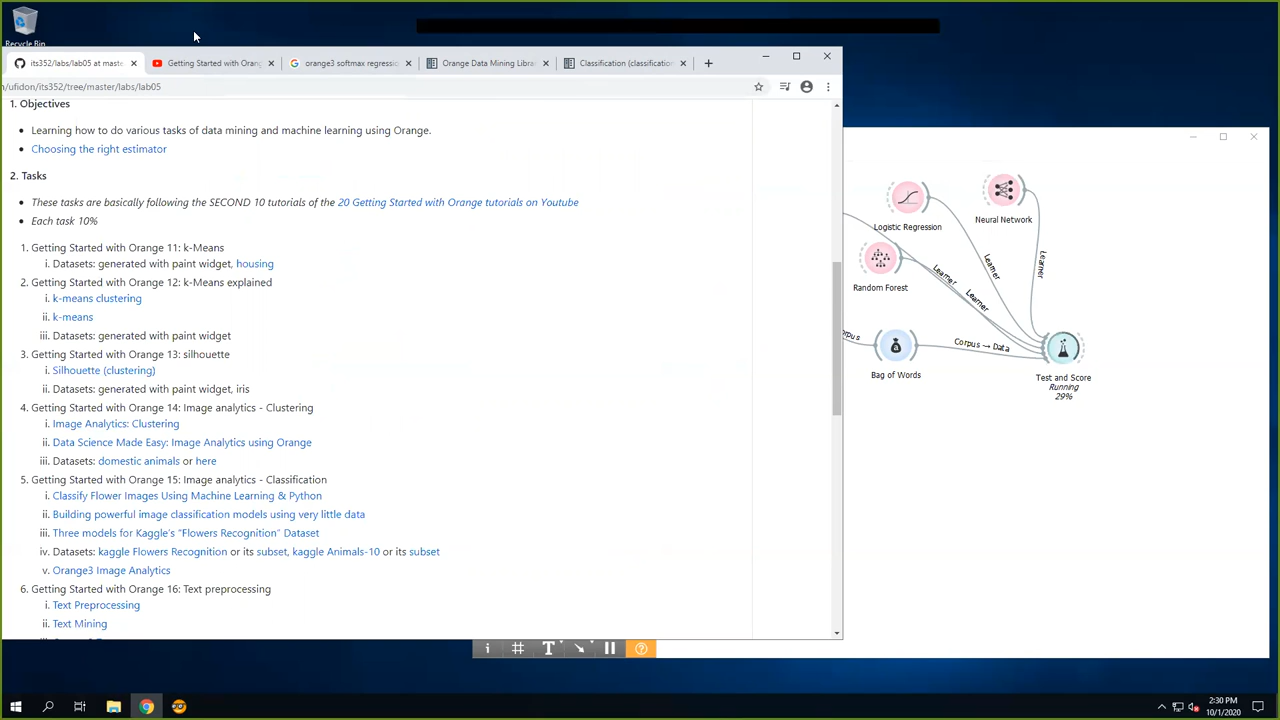 Recycle Bin
its352/labs/lab05 at maste
Getting Started with Orang
orange3 softmax regressio
Orange Data Mining Libra
Classification (classification
/ufidon/its352/tree/master/labs/lab05
1. Objectives
• Learning how to do various tasks of data mining and machine learning using Orange.
• Choosing the right estimator
2. Tasks
• These tasks are basically following the SECOND 10 tutorials of the 20 Getting Started with Orange tutorials on Youtube
• Each task 10%
1. Getting Started with Orange 11: k-Means
i. Datasets: generated with paint widget, housing
2. Getting Started with Orange 12: k-Means explained
i. k-means clustering
ii. k-means
iii. Datasets: generated with paint widget
3. Getting Started with Orange 13: silhouette
i. Silhouette (clustering)
ii. Datasets: generated with paint widget, iris
4. Getting Started with Orange 14: Image analytics - Clustering
i. Image Analytics: Clustering
ii. Data Science Made Easy: Image Analytics using Orange
iii. Datasets: domestic animals or here
5. Getting Started with Orange 15: Image analytics - Classification
i. Classify Flower Images Using Machine Learning & Python
ii. Building powerful image classification models using very little data
iii. Three models for Kaggle's "Flowers Recognition" Dataset
iv. Datasets: kaggle Flowers Recognition or its subset, kaggle Animals-10 or its subset
v. Orange3 Image Analytics
6. Getting Started with Orange 16: Text preprocessing
i. Text Preprocessing
ii. Text Mining
Logistic Regression
Neural Network
Random Forest
Learner
Learner
Learner
Learner
Bag of Words
Corpus → Data
Test and Score
Running
29%
2:30 PM
10/1/2020